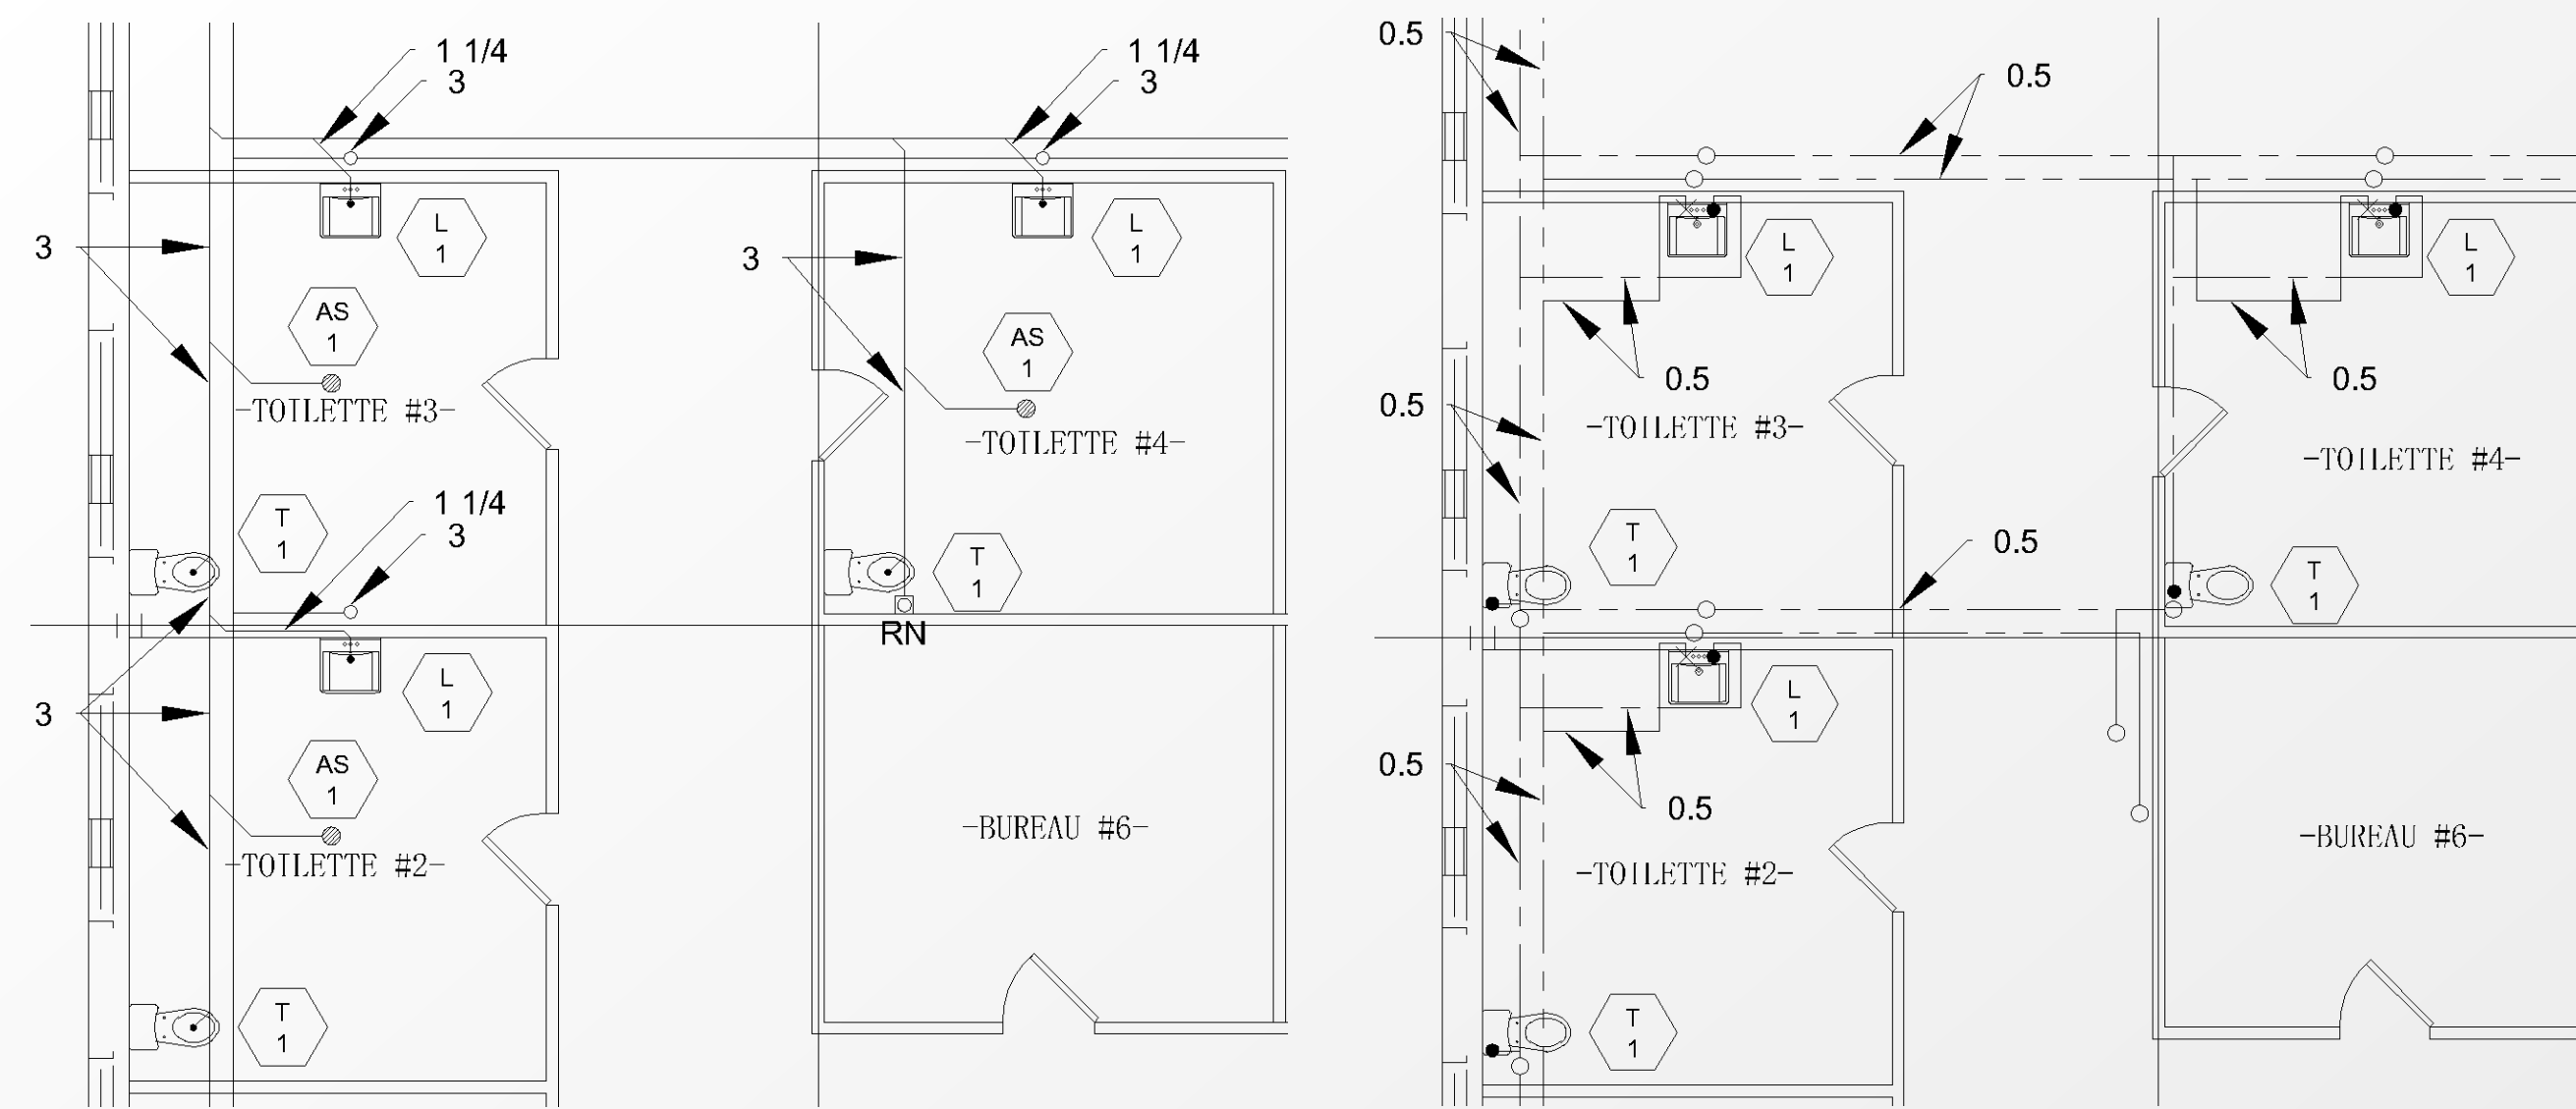 1 1/4
3
1 1/4
3
L
1
L
1
3
3
AS
1
AS
1
-TOILETTE #3-
-TOILETTE #4-
1 1/4
3
T
1
T
1
RN
L
1
3
AS
1
-TOILETTE #2-
-BUREAU #6-
T
1
0.5
0.5
L
1
L
1
0.5
0.5
0.5
-TOILETTE #3-
-TOILETTE #4-
T
1
0.5
T
1
L
1
0.5
0.5
-TOILETTE #2-
-BUREAU #6-
T
1